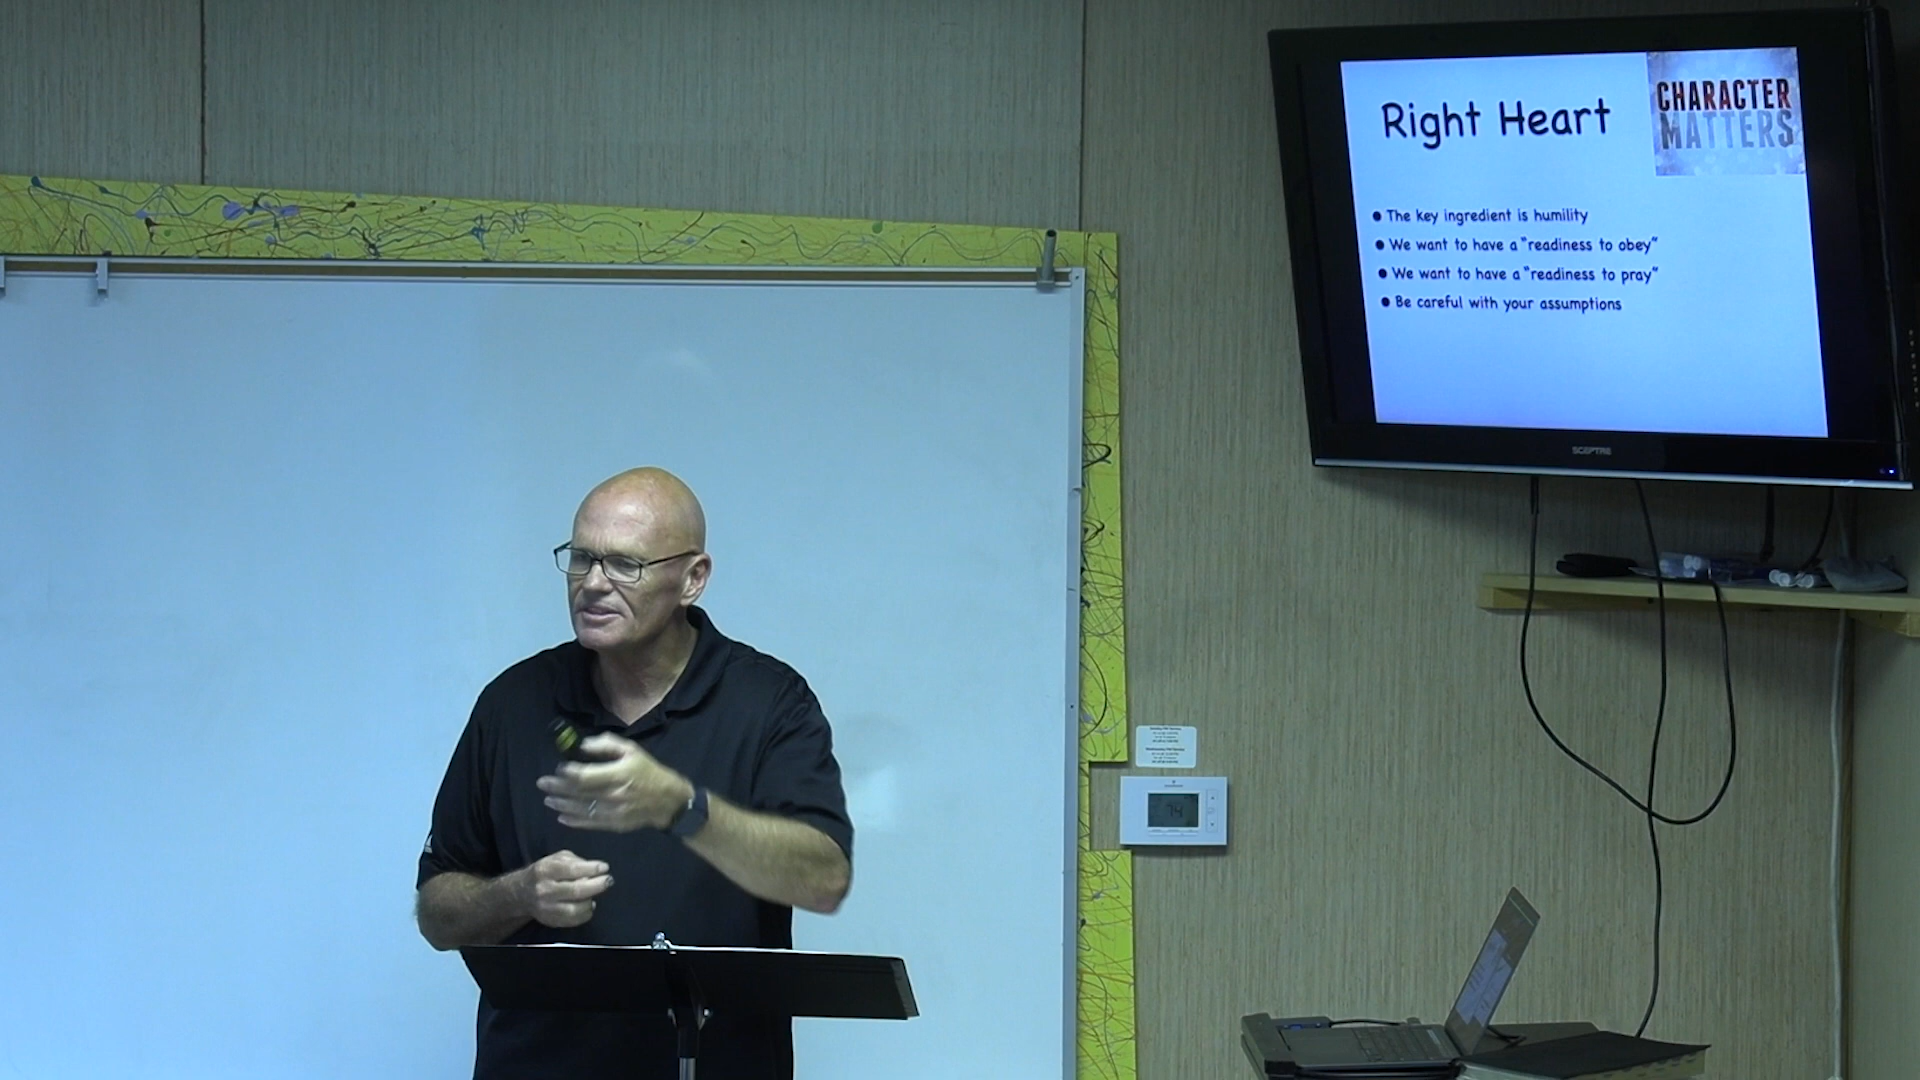 Right Heart
CHARACTER
MATTERS
● The key ingredient is humility
● We want to have a "readiness to obey"
● We want to have a "readiness to pray"
● Be careful with your assumptions
SCEPTRE
74